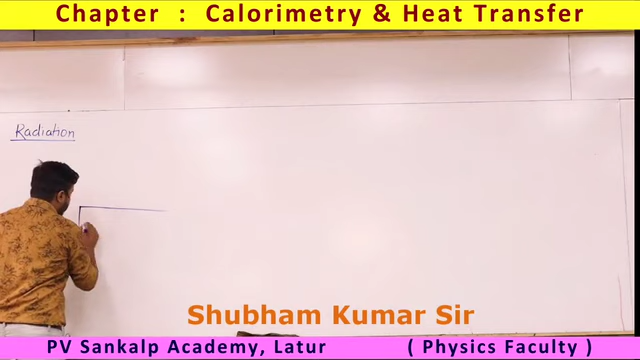 Chapter : Calorimetry & Heat Transfer
Radiation
Shubham Kumar Sir
PV Sankalp Academy, Latur ( Physics Faculty )